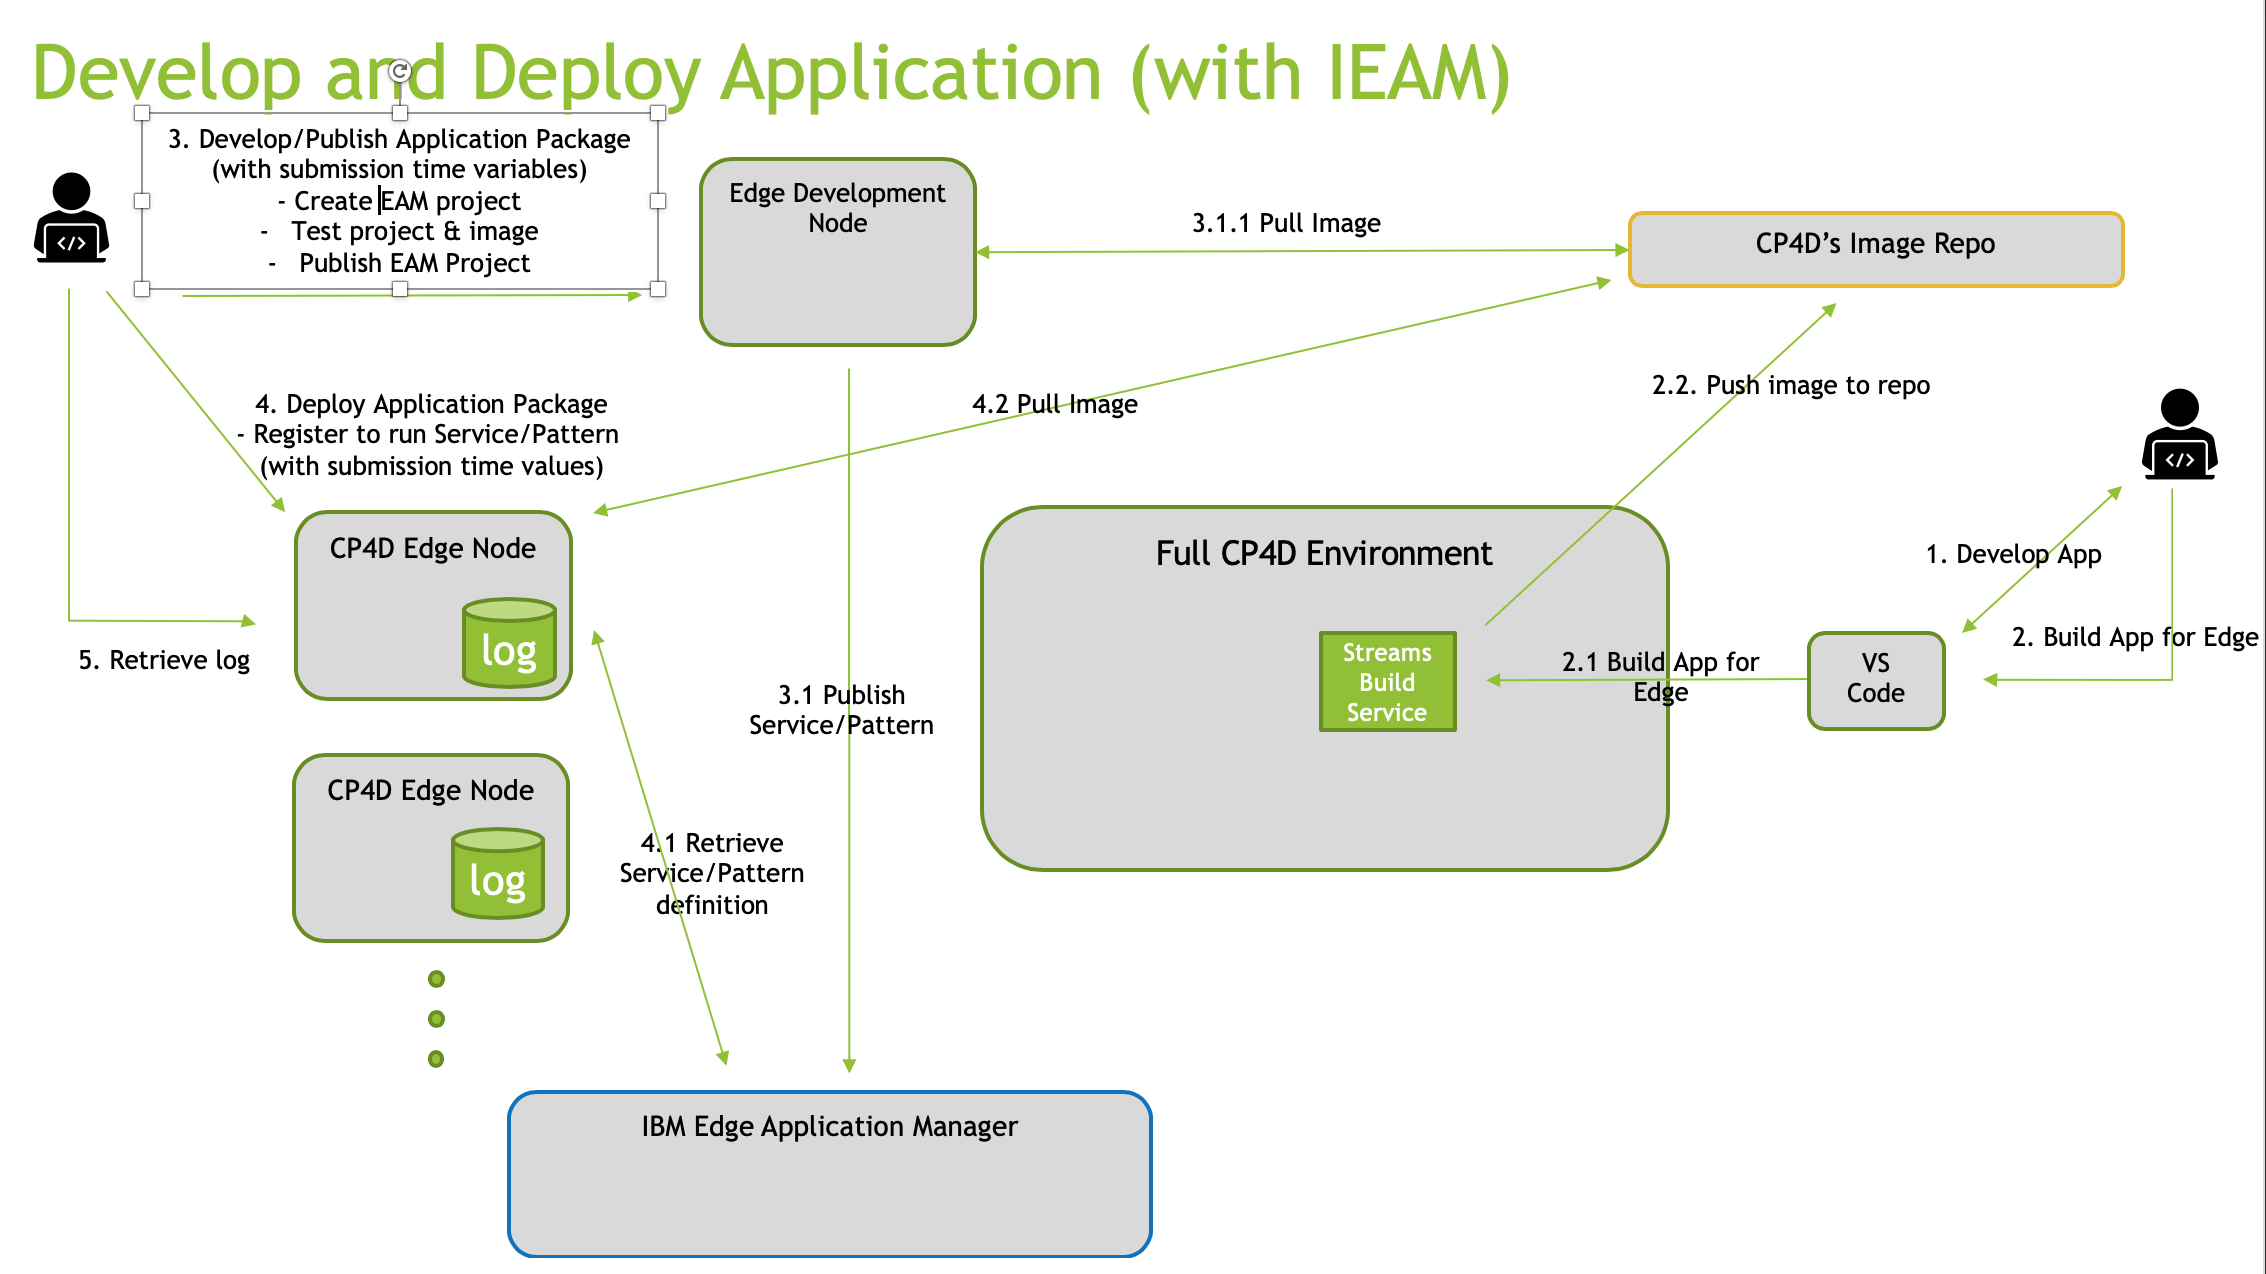 Develop and Deploy Application (with IEAM)
3. Develop/Publish Application Package
(with submission time variables)
- Create EAM project
- Test project & image
- Publish EAM Project
Edge Development
Node
3.1.1 Pull Image
CP4D’s Image Repo
4. Deploy Application Package
- Register to run Service/Pattern
(with submission time values)
4.2 Pull Image
2.2. Push image to repo
CP4D Edge Node
log
5. Retrieve log
Full CP4D Environment
Streams
Build
Service
1. Develop App
2. Build App for Edge
2.1 Build App for
Edge
VS
Code
3.1 Publish
Service/Pattern
CP4D Edge Node
log
4.1 Retrieve
Service/Pattern
definition
IBM Edge Application Manager